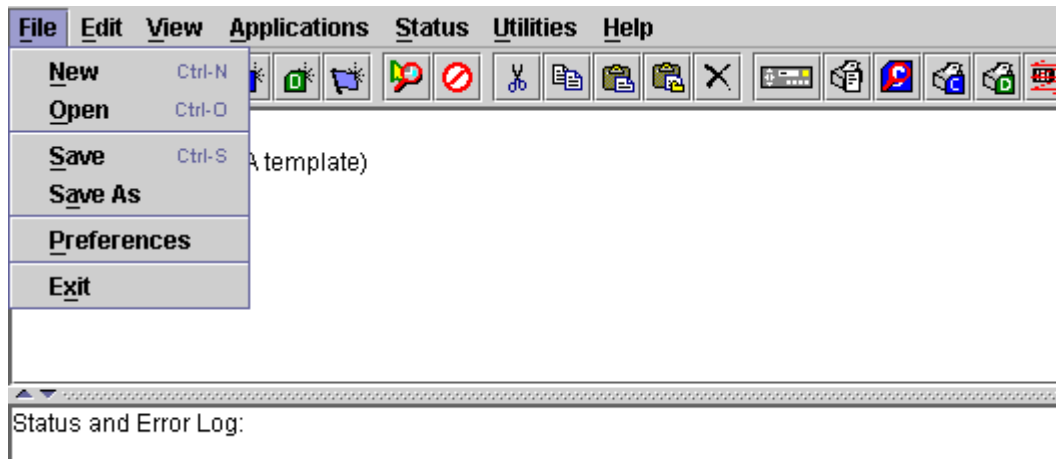 File Edit View Applications Status Utilities Help
New Ctrl-N
Open Ctrl-O
Save Ctrl-S
A template)
Save As
Preferences
Exit
Status and Error Log: